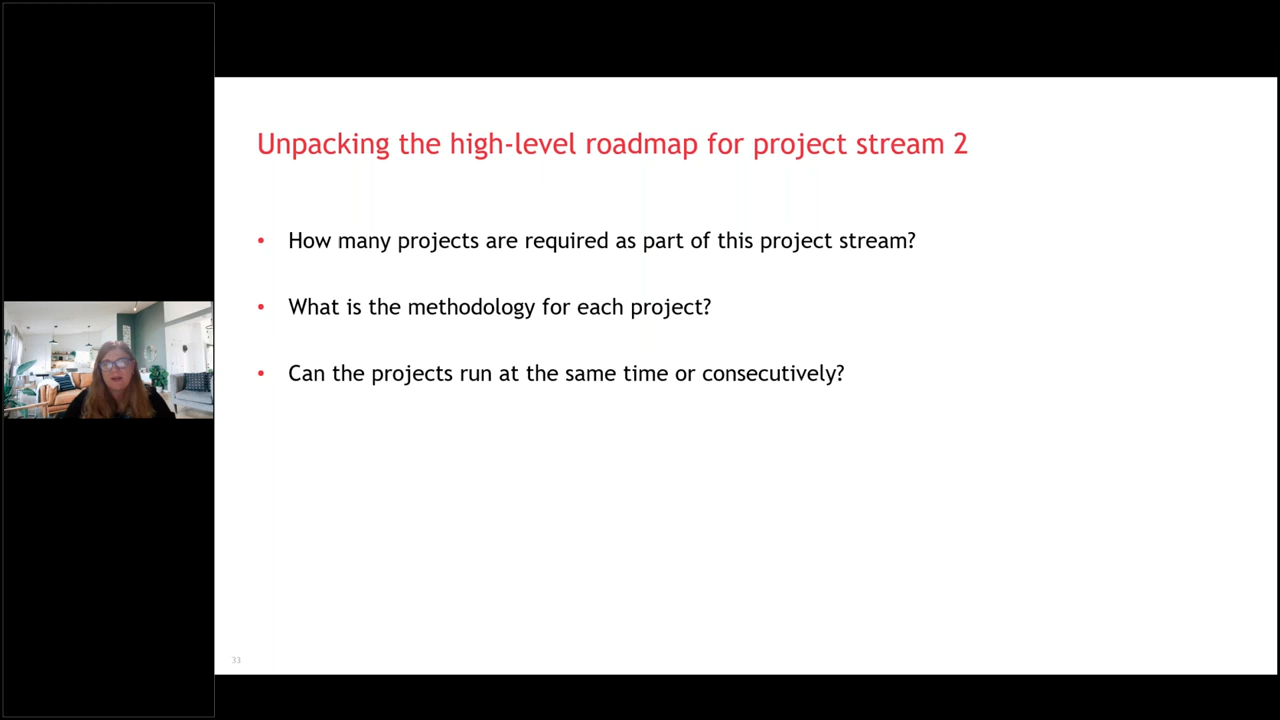 Unpacking the high-level roadmap for project stream 2
• How many projects are required as part of this project stream?
• What is the methodology for each project?
• Can the projects run at the same time or consecutively?
33